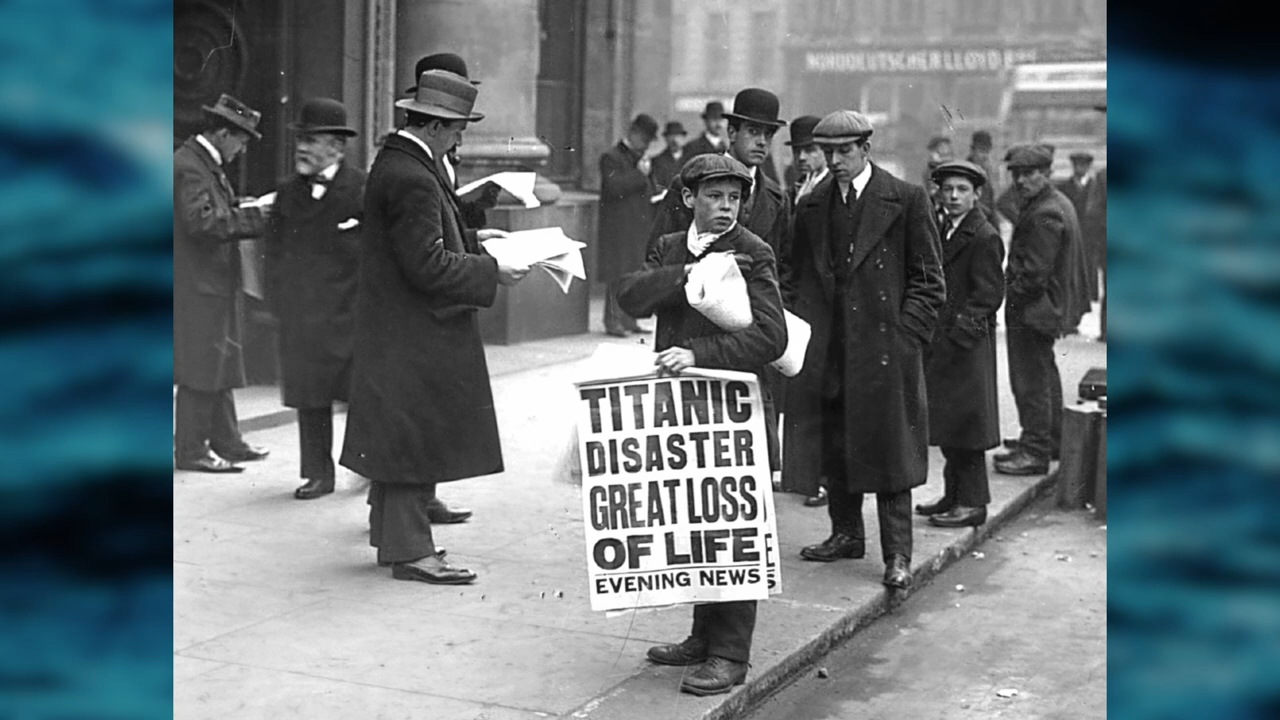 NORDDEUTSCHER LLOYD
TITANIC
DISASTER
GREAT LOSS
OF LIFE
EVENING NEWS
E
S